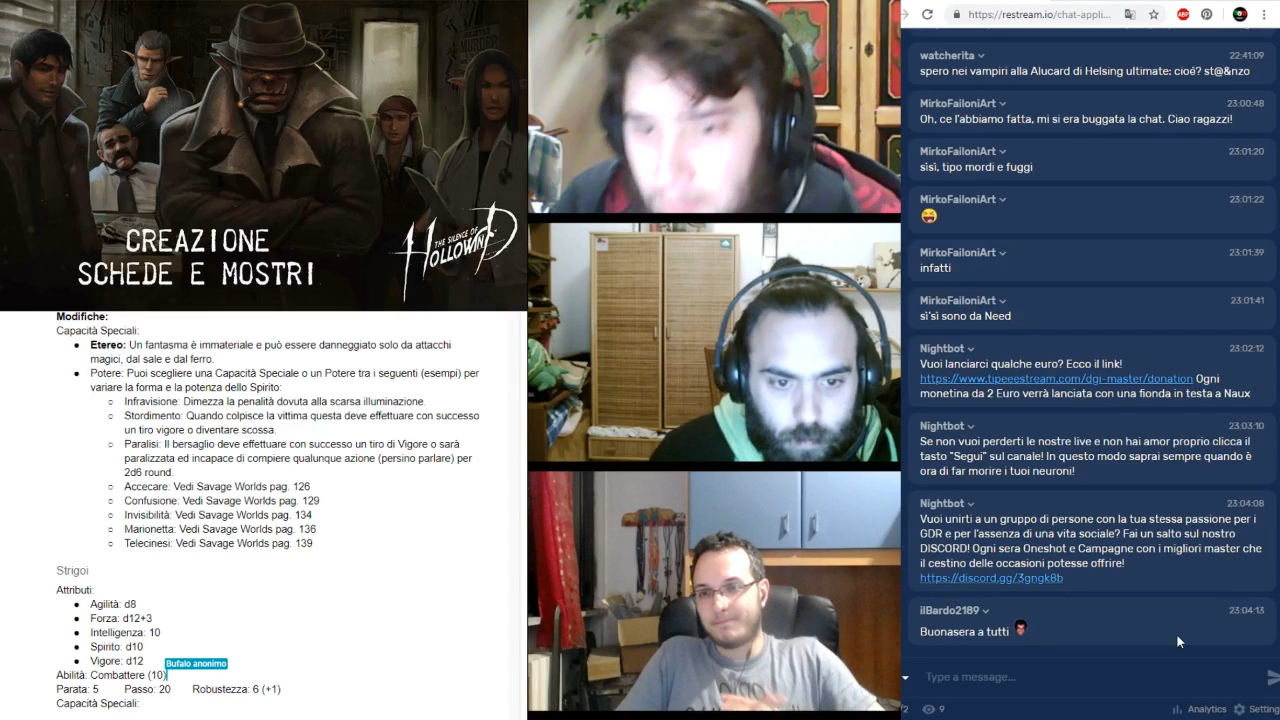 CREAZIONE
SCHEDE E MOSTRI
THE SILENCE OF
HOLLOWIND
Modifiche:
Capacità Speciali:
● Etereo: Un fantasma è immateriale e può essere danneggiato solo da attacchi
magici, dal sale e dal ferro.
● Potere: Puoi scegliere una Capacità Speciale o un Potere tra i seguenti (esempi) per
variare la forma e la potenza dello Spirito:
○ Infravisione: Dimezza la penalità dovuta alla scarsa illuminazione.
○ Stordimento: Quando colpisce la vittima questa deve effettuare con successo
un tiro vigore o diventare scossa.
○ Paralisi: Il bersaglio deve effettuare con successo un tiro di Vigore o sarà
paralizzata ed incapace di compiere qualunque azione (persino parlare) per
2d6 round.
○ Accecare: Vedi Savage Worlds pag. 126
○ Confusione: Vedi Savage Worlds pag. 129
○ Invisibilità: Vedi Savage Worlds pag. 134
○ Marionetta: Vedi Savage Worlds pag. 136
○ Telecinesi: Vedi Savage Worlds pag. 139
Strigoi
Attributi:
● Agilità: d8
● Forza: d12+3
● Intelligenza: 10
● Spirito: d10
● Vigore: d12
Bufalo anonimo
Abilità: Combattere (10)
Parata: 5 Passo: 20 Robustezza: 6 (+1)
Capacità Speciali:
https://restream.io/chat-appli...
ABP
watcherita 22:41:09
spero nei vampiri alla Alucard di Helsing ultimate: cioé? st@&nzo
MirkoFailoniArt 23:00:48
Oh, ce l'abbiamo fatta, mi si era buggata la chat. Ciao ragazzi!
MirkoFailoniArt 23:01:20
sìsì, tipo mordi e fuggi
MirkoFailoniArt 23:01:22
😜
MirkoFailoniArt 23:01:39
infatti
MirkoFailoniArt 23:01:41
sì'sì sono da Need
Nightbot 23:02:12
Vuoi lanciarci qualche euro? Ecco il link!
https://www.tipeeestream.com/dgi-master/donation Ogni
monetina da 2 Euro verrà lanciata con una fionda in testa a Naux
Nightbot 23:03:10
Se non vuoi perderti le nostre live e non hai amor proprio clicca il
tasto "Segui" sul canale! In questo modo saprai sempre quando è
ora di far morire i tuoi neuroni!
Nightbot 23:04:08
Vuoi unirti a un gruppo di persone con la tua stessa passione per i
GDR e per l'assenza di una vita sociale? Fai un salto sul nostro
DISCORD! Ogni sera Oneshot e Campagne con i migliori master che
il cestino delle occasioni potesse offrire!
https://discord.gg/3gngk8b
ilBardo2189 23:04:13
Buonasera a tutti
Type a message...
/2 9 Analytics Setting